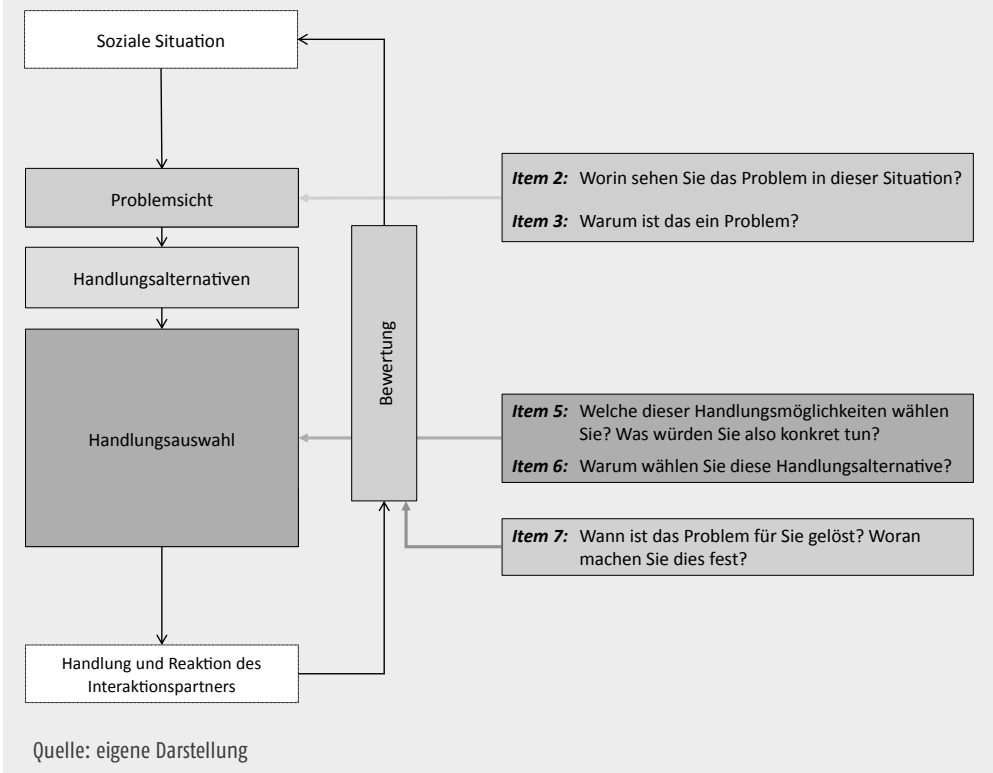 Soziale Situation
Problemsicht
Handlungsalternativen
Handlungsauswahl
Handlung und Reaktion des
Interaktionspartners
Bewertung
Item 2: Worin sehen Sie das Problem in dieser Situation?
Item 3: Warum ist das ein Problem?
Item 5: Welche dieser Handlungsmöglichkeiten wählen
Sie? Was würden Sie also konkret tun?
Item 6: Warum wählen Sie diese Handlungsalternative?
Item 7: Wann ist das Problem für Sie gelöst? Woran
machen Sie dies fest?
Quelle: eigene Darstellung